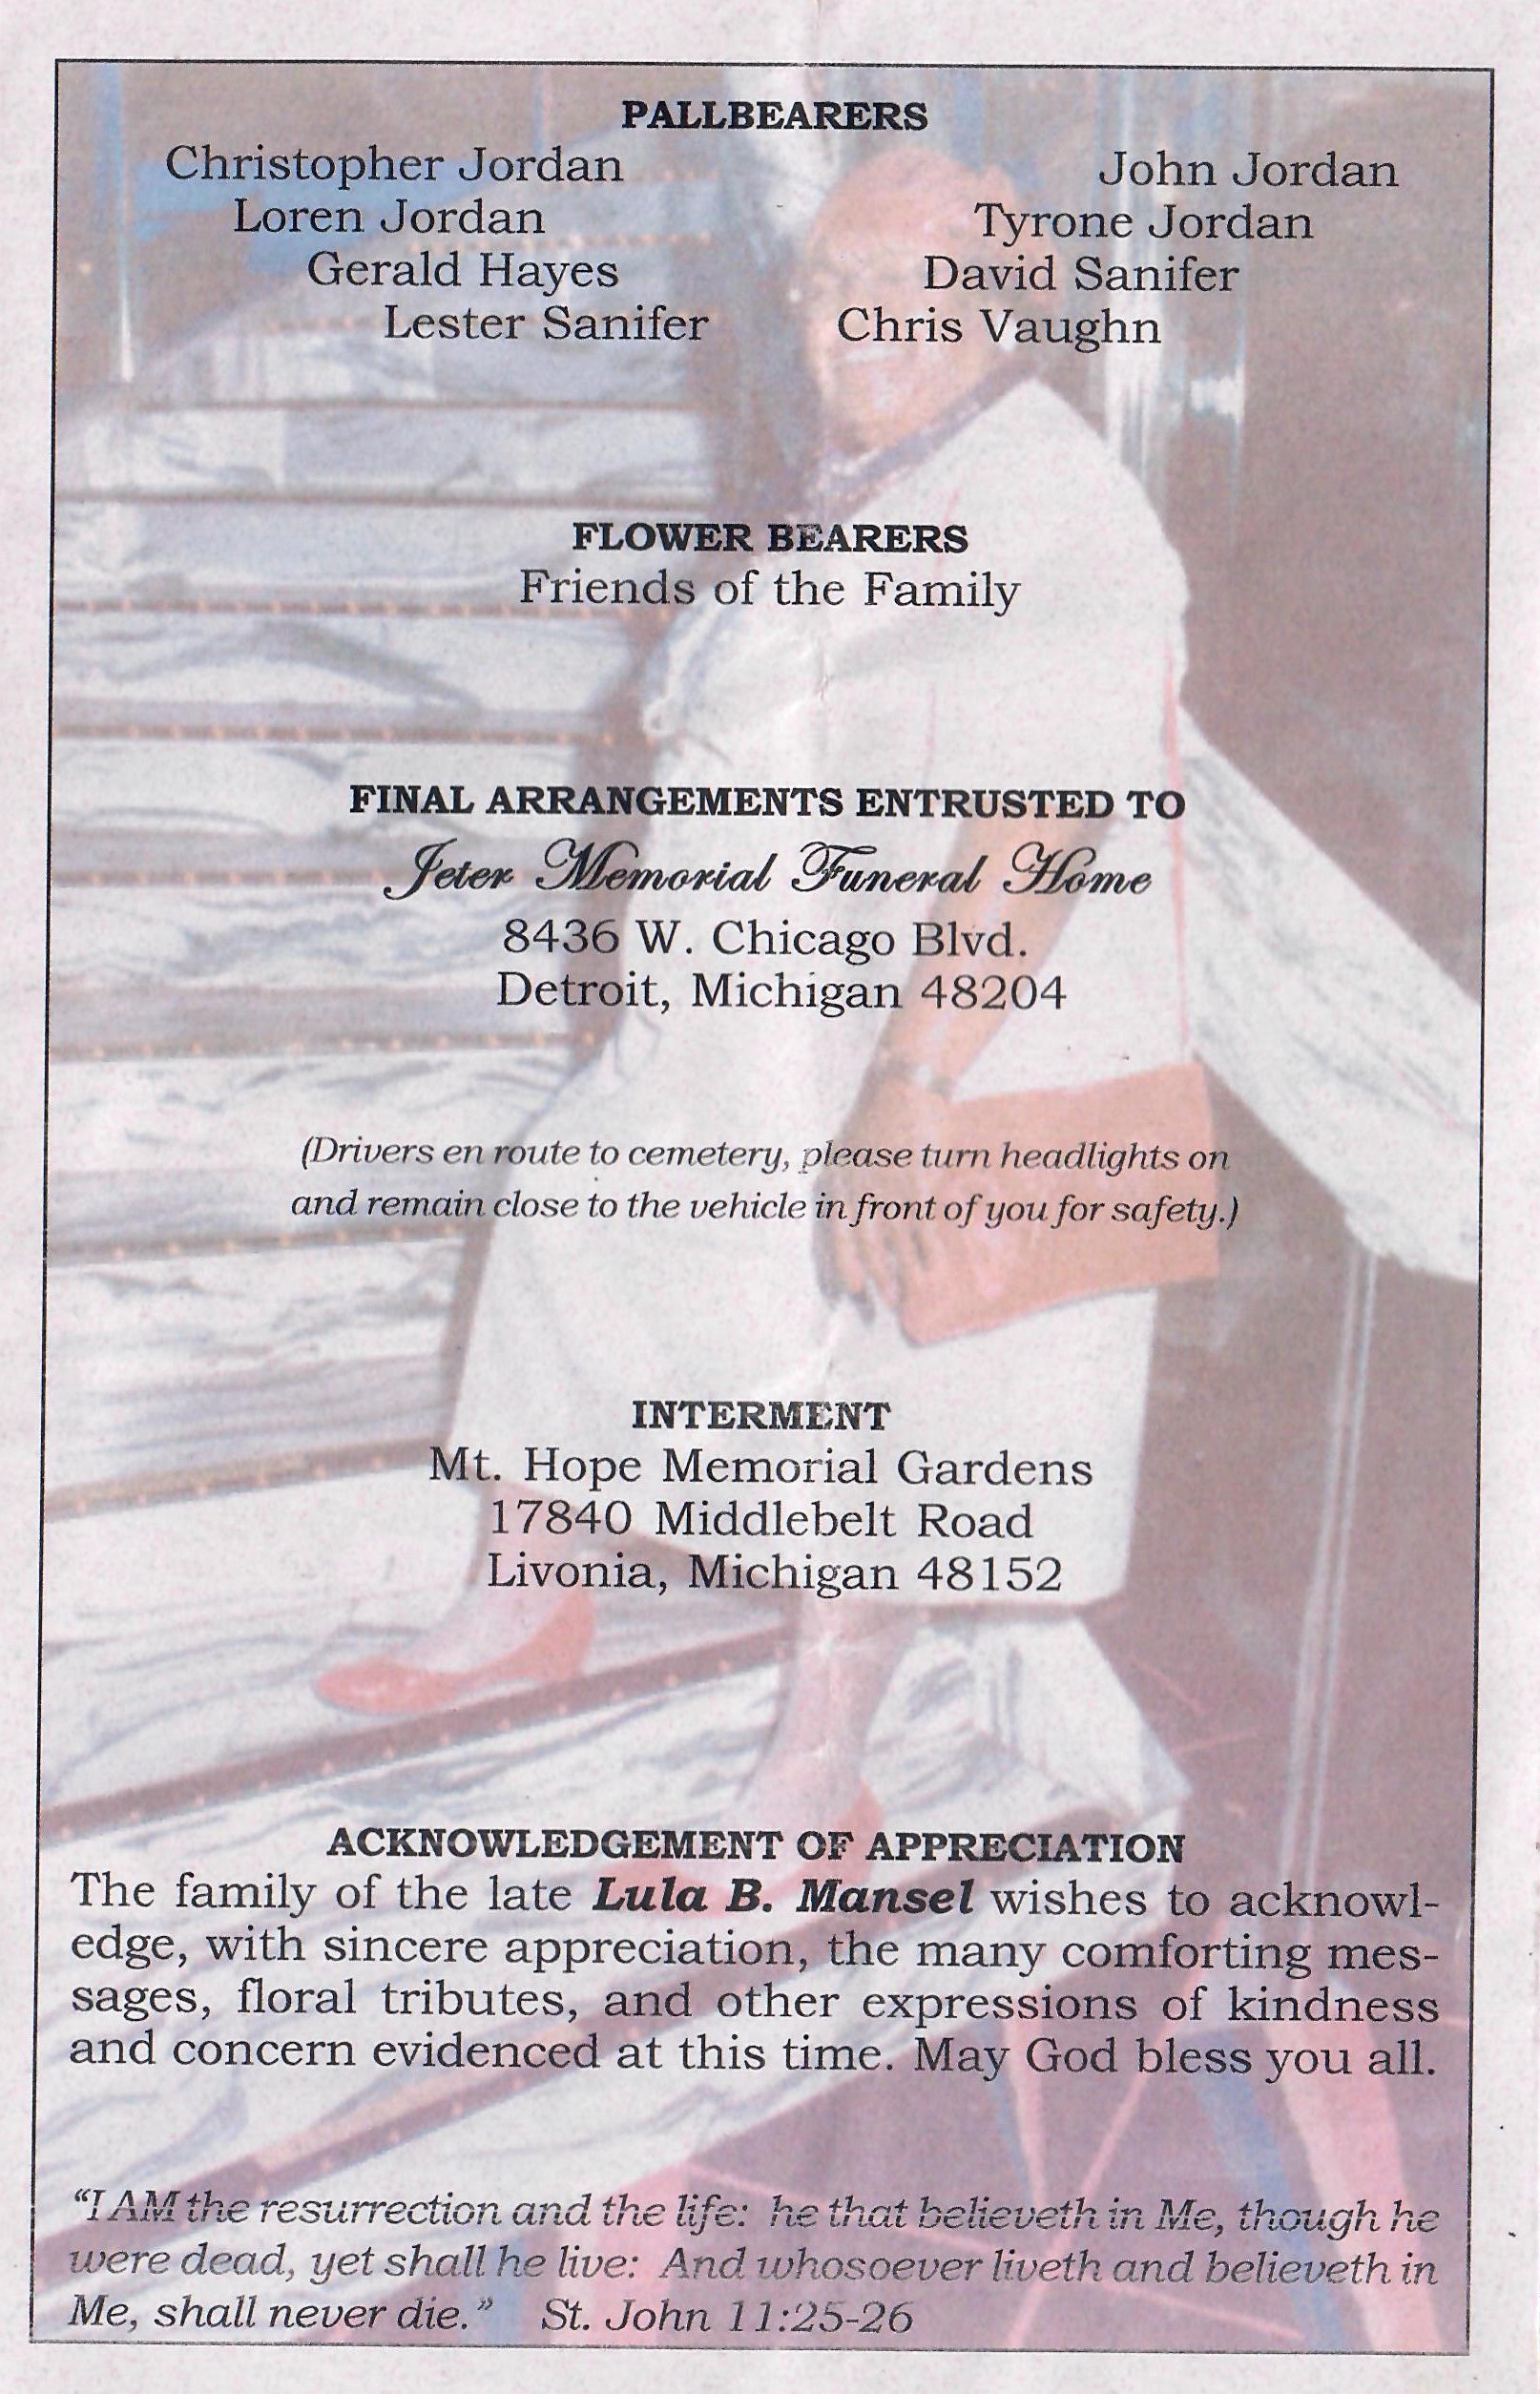 PALLBEARERS
Christopher Jordan John Jordan
Loren Jordan Tyrone Jordan
Gerald Hayes David Sanifer
Lester Sanifer Chris Vaughn
FLOWER BEARERS
Friends of the Family
FINAL ARRANGEMENTS ENTRUSTED TO
Jeter Memorial Funeral Home
8436 W. Chicago Blvd.
Detroit, Michigan 48204
(Drivers en route to cemetery, please turn headlights on
and remain close to the vehicle in front of you for safety.)
INTERMENT
Mt. Hope Memorial Gardens
17840 Middlebelt Road
Livonia, Michigan 48152
ACKNOWLEDGEMENT OF APPRECIATION
The family of the late Lula B. Mansel wishes to acknowl-
edge, with sincere appreciation, the many comforting mes-
sages, floral tributes, and other expressions of kindness
and concern evidenced at this time. May God bless you all.
“I AM the resurrection and the life: he that believeth in Me, though he
were dead, yet shall he live: And whosoever liveth and believeth in
Me, shall never die.” St. John 11:25-26